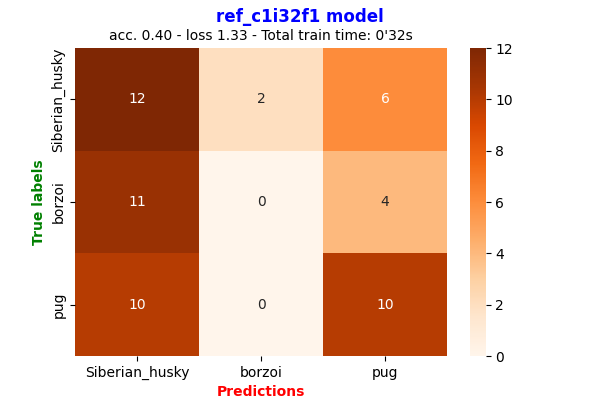 ref_c1i32f1 model
acc. 0.40 - loss 1.33 - Total train time: 0'32s
True labels
Siberian_husky
borzoi
pug
12 2 6
11 0 4
10 0 10
Siberian_husky borzoi pug
Predictions
12
10
8
6
4
2
0